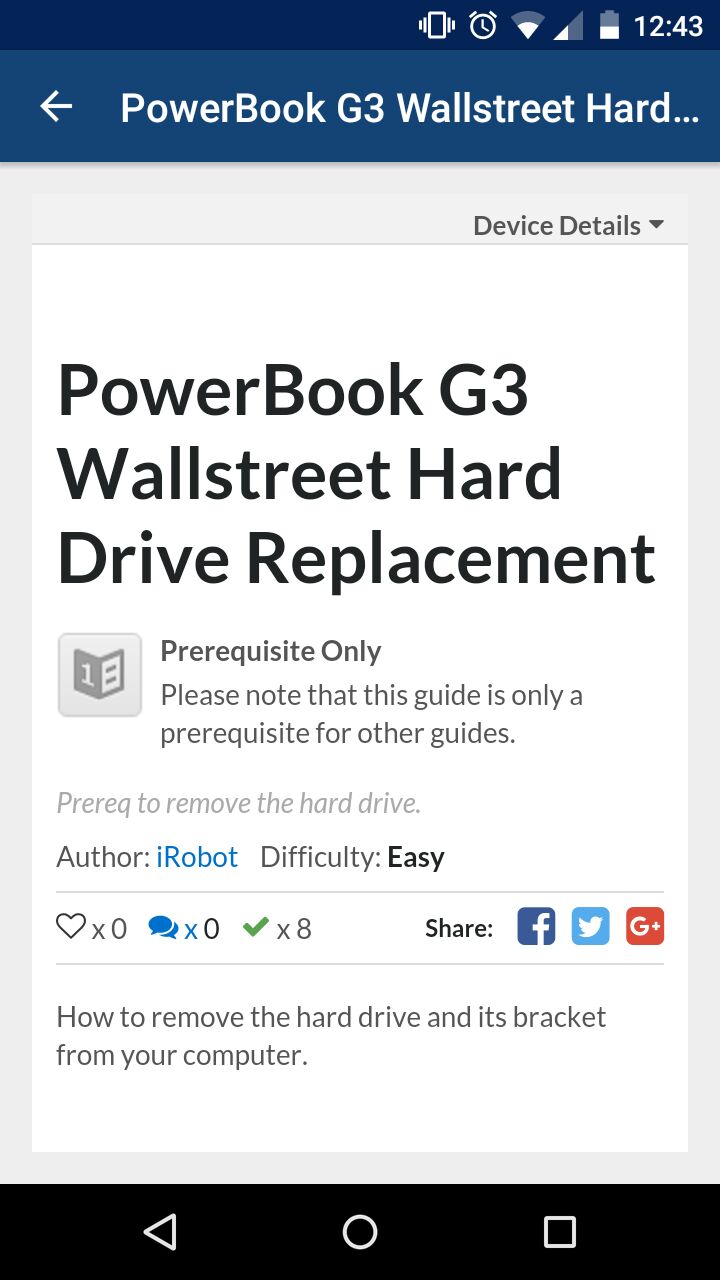 12:43
PowerBook G3 Wallstreet Hard...
Device Details
PowerBook G3
Wallstreet Hard
Drive Replacement
1
Prerequisite Only
Please note that this guide is only a
prerequisite for other guides.
Prereq to remove the hard drive.
Author: iRobot Difficulty: Easy
x 0 x 0 x 8 Share: f G+
How to remove the hard drive and its bracket
from your computer.